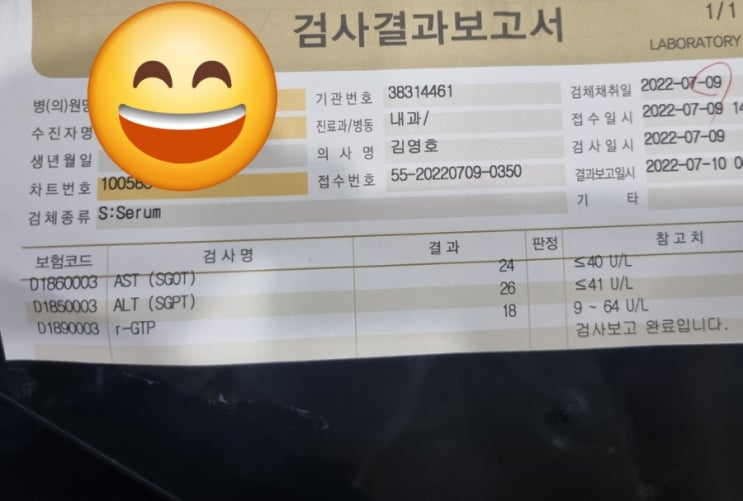 검사결과보고서
1/1
LABORATORY
병(의)원명
기관번호 38314461
검체채취일 2022-07-09
수진자명
진료과/병동 내과/
접수일시 2022-07-09 14
생년월일
의사명 김영호
검사일시 2022-07-09
차트번호 10058
접수번호 55-20220709-0350
결과보고일시 2022-07-10
검체종류 S:Serum
기타
보험코드 검사명 결과 판정 참고치
D1860003 AST (SGOT) 24 ≤40 U/L
D1850003 ALT (SGPT) 26 ≤41 U/L
D1890003 r-GTP 18 9 ~ 64 U/L
검사보고 완료입니다.